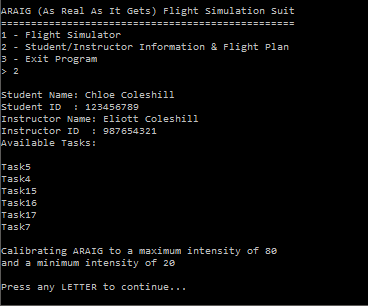 ARAIG (As Real As It Gets) Flight Simulation Suit
=================================================
1 - Flight Simulator
2 - Student/Instructor Information & Flight Plan
3 - Exit Program
> 2
Student Name: Chloe Coleshill
Student ID  : 123456789
Instructor Name: Eliott Coleshill
Instructor ID  : 987654321
Available Tasks:
Task5
Task4
Task15
Task16
Task17
Task7
Calibrating ARAIG to a maximum intensity of 80
and a minimum intensity of 20
Press any LETTER to continue...